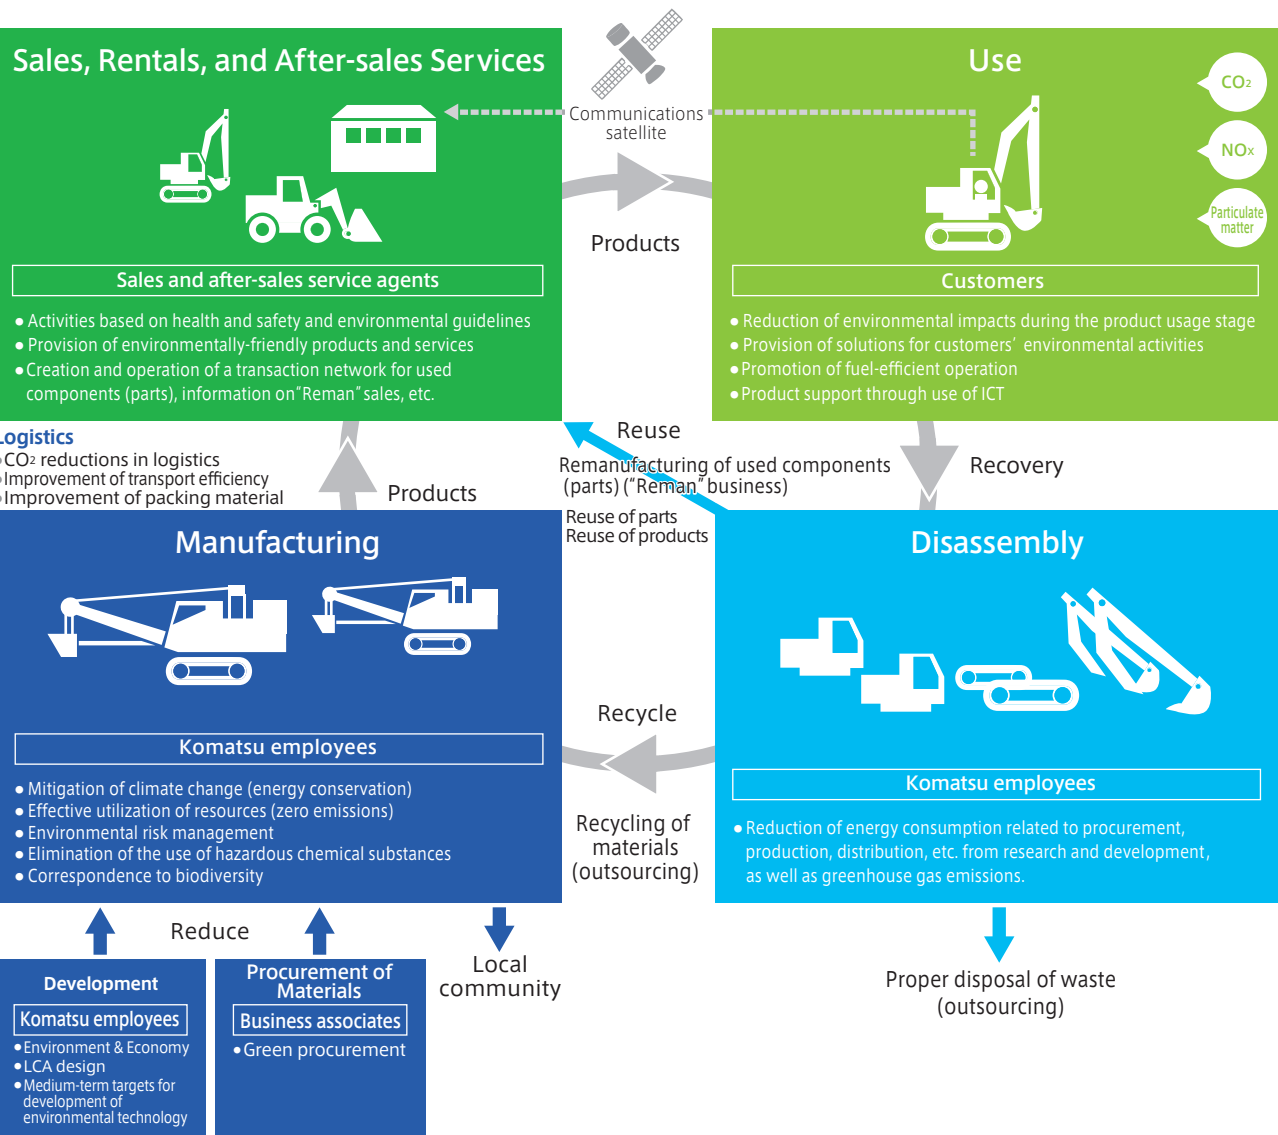 Sales, Rentals, and After-sales Services
Sales and after-sales service agents
● Activities based on health and safety and environmental guidelines
● Provision of environmentally-friendly products and services
● Creation and operation of a transaction network for used
components (parts), information on “Reman” sales, etc.
Communications
satellite
Products
Use
CO2
NOx
Particulate
matter
Customers
● Reduction of environmental impacts during the product usage stage
● Provision of solutions for customers’ environmental activities
● Promotion of fuel-efficient operation
● Product support through use of ICT
Logistics
● CO2 reductions in logistics
● Improvement of transport efficiency
● Improvement of packing material
Products
Reuse
Remanufacturing of used components
(parts) (“Reman” business)
Reuse of parts
Reuse of products
Recovery
Manufacturing
Komatsu employees
● Mitigation of climate change (energy conservation)
● Effective utilization of resources (zero emissions)
● Environmental risk management
● Elimination of the use of hazardous chemical substances
● Correspondence to biodiversity
Recycle
Recycling of
materials
(outsourcing)
Disassembly
Komatsu employees
● Reduction of energy consumption related to procurement,
production, distribution, etc. from research and development,
as well as greenhouse gas emissions.
Reduce
Development
Komatsu employees
● Environment & Economy
● LCA design
● Medium-term targets for
development of
environmental technology
Procurement of
Materials
Business associates
● Green procurement
Local
community
Proper disposal of waste
(outsourcing)